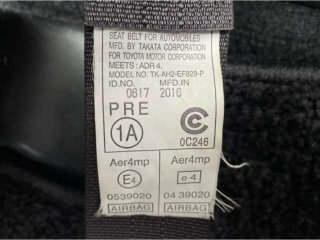 SEAT BELT FOR AUTOMOBILES
MFD. BY TAKATA CORPORATION
FOR TOYOTA MOTOR CORPORATION
MEETS: ADR 4.
MODEL NO. TK-AH2-EF829-P
ID.NO. MFD.IN
0617 2016
PRE
1A
C
0C246
Aer4mp Aer4mp
E4 e4
0539020 04 39020
AIRBAG AIRBAG